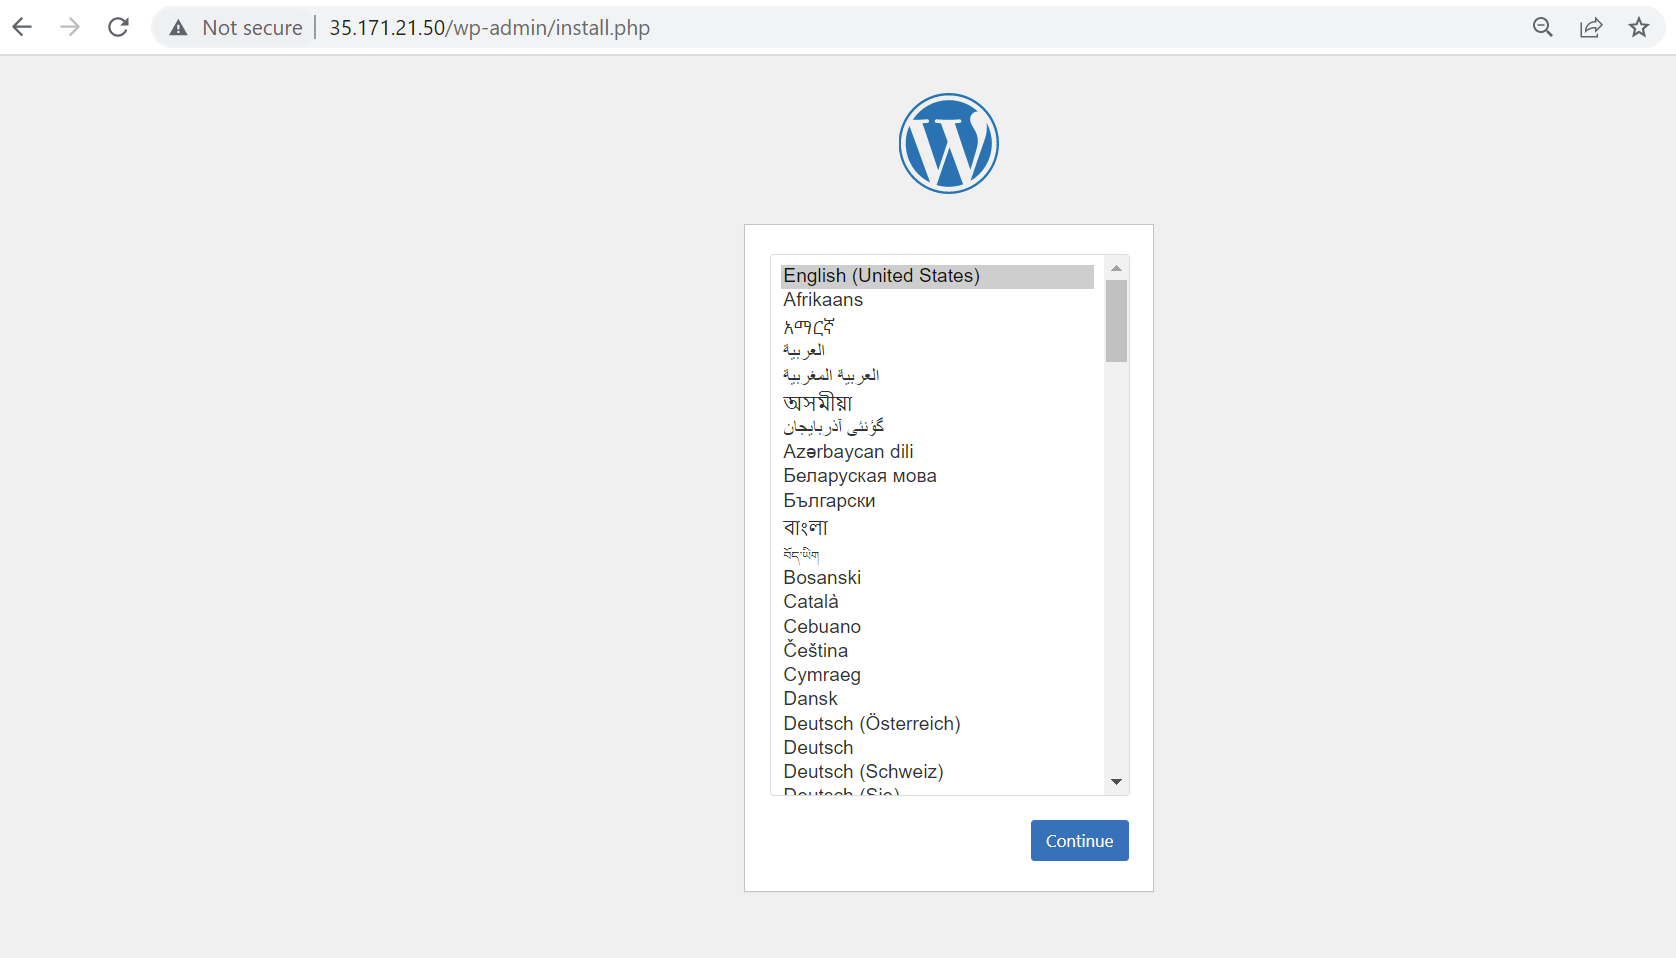 Not secure | 35.171.21.50/wp-admin/install.php
English (United States)
Afrikaans
አማርኛ
العربية
العربية المغربية
অসমীয়া
گؤنئی آذربایجان
Azərbaycan dili
Беларуская мова
Български
বাংলা
བོད་ཡིག
Bosanski
Català
Cebuano
Čeština
Cymraeg
Dansk
Deutsch (Österreich)
Deutsch
Deutsch (Schweiz)
Deutsch (Sie)
Continue